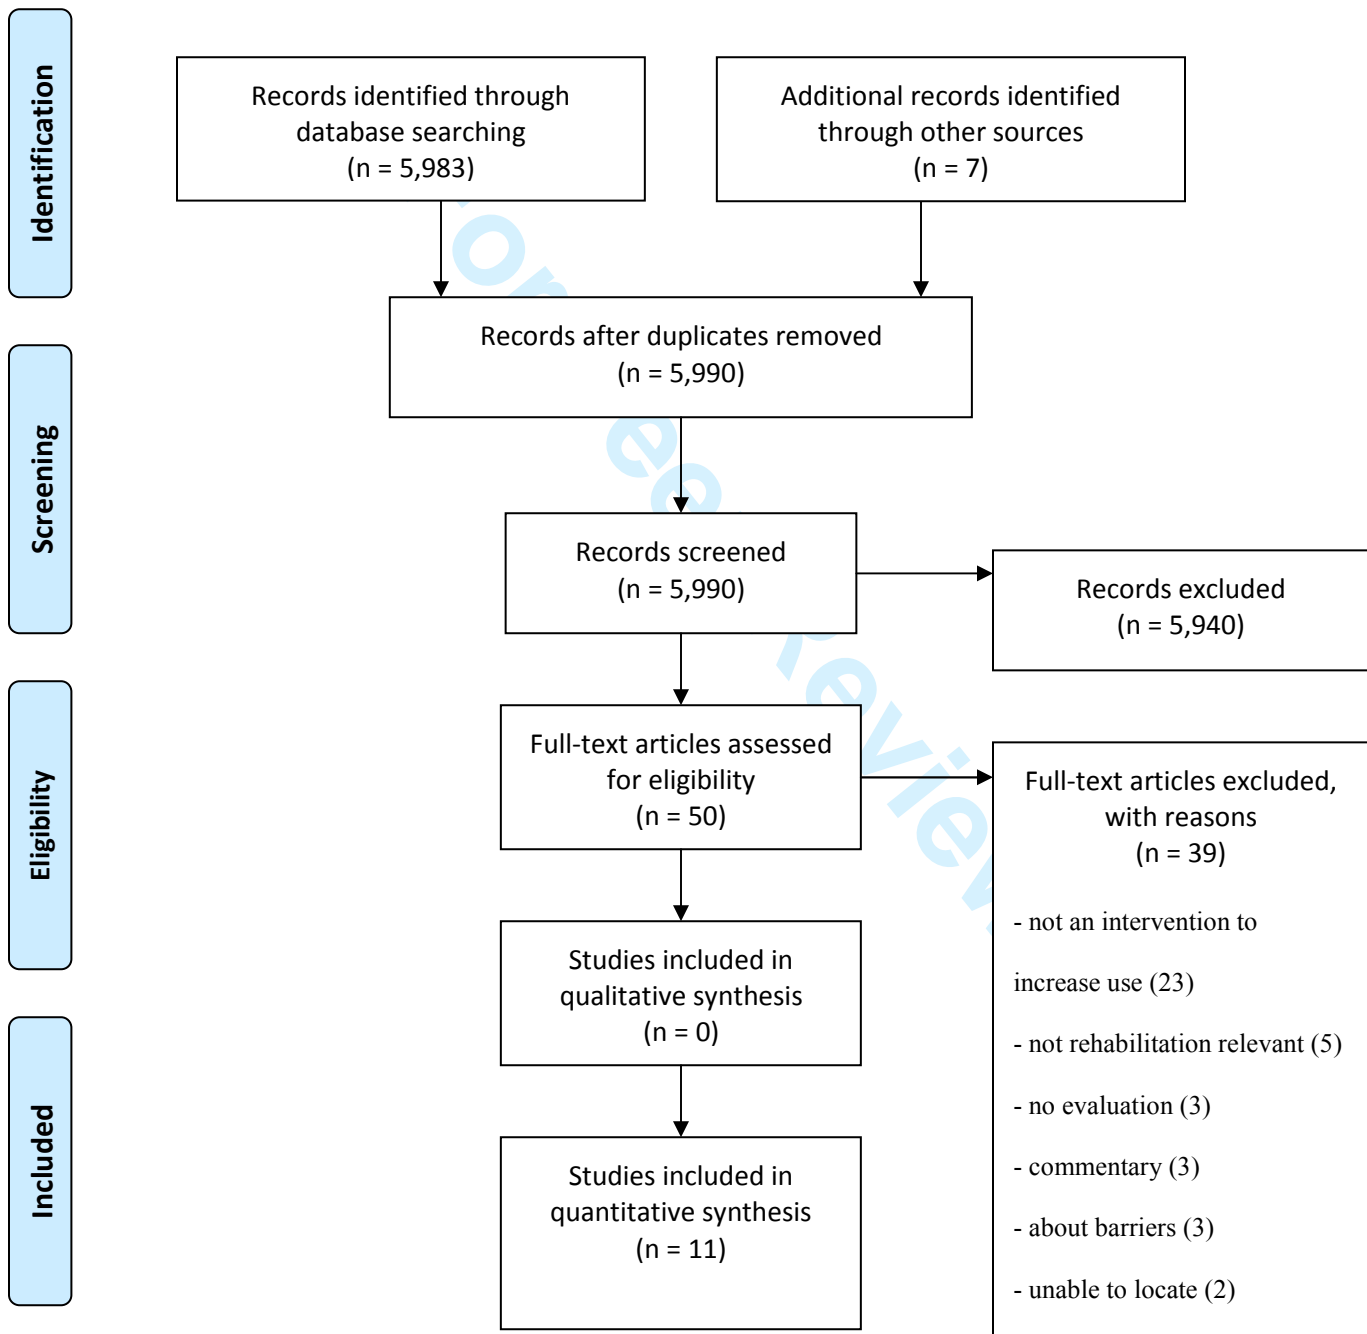 Identification
Records identified through
database searching
(n = 5,983)
Additional records identified
through other sources
(n = 7)
Records after duplicates removed
(n = 5,990)
Screening
Records screened
(n = 5,990)
Records excluded
(n = 5,940)
Eligibility
Full-text articles assessed
for eligibility
(n = 50)
Full-text articles excluded,
with reasons
(n = 39)
- not an intervention to
increase use (23)
- not rehabilitation relevant (5)
- no evaluation (3)
- commentary (3)
- about barriers (3)
- unable to locate (2)
Studies included in
qualitative synthesis
(n = 0)
Included
Studies included in
quantitative synthesis
(n = 11)